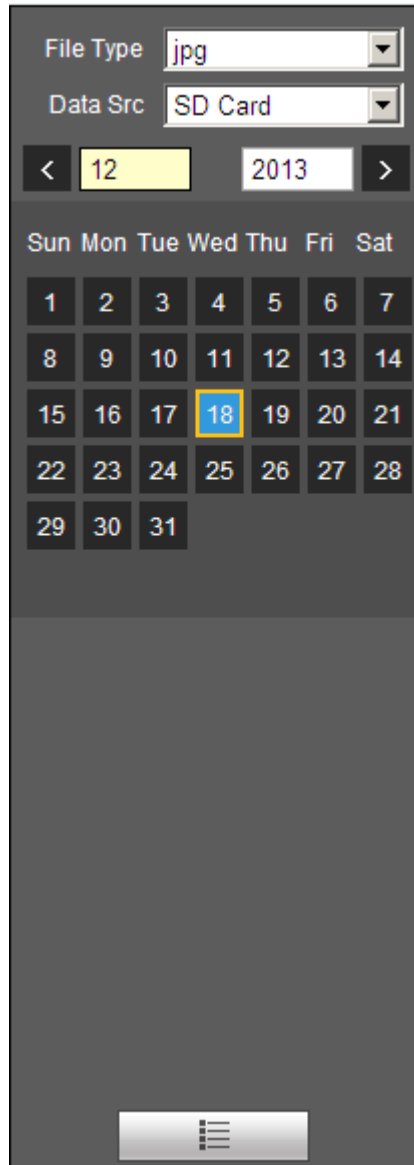 File Type jpg
Data Src SD Card
< 12 2013 >
Sun Mon Tue Wed Thu Fri Sat
1 2 3 4 5 6 7
8 9 10 11 12 13 14
15 16 17 18 19 20 21
22 23 24 25 26 27 28
29 30 31